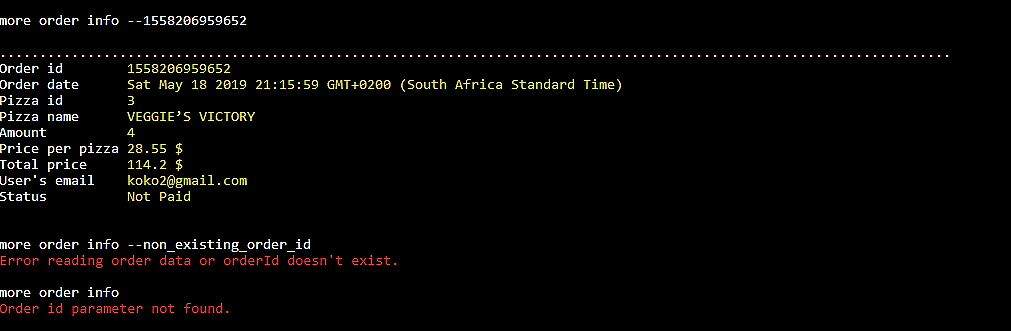 more order info --1558206959652
.......................................................................................................................
Order id 1558206959652
Order date Sat May 18 2019 21:15:59 GMT+0200 (South Africa Standard Time)
Pizza id 3
Pizza name VEGGIE’S VICTORY
Amount 4
Price per pizza 28.55 $
Total price 114.2 $
User's email koko2@gmail.com
Status Not Paid
more order info --non_existing_order_id
Error reading order data or orderId doesn't exist.
more order info
Order id parameter not found.